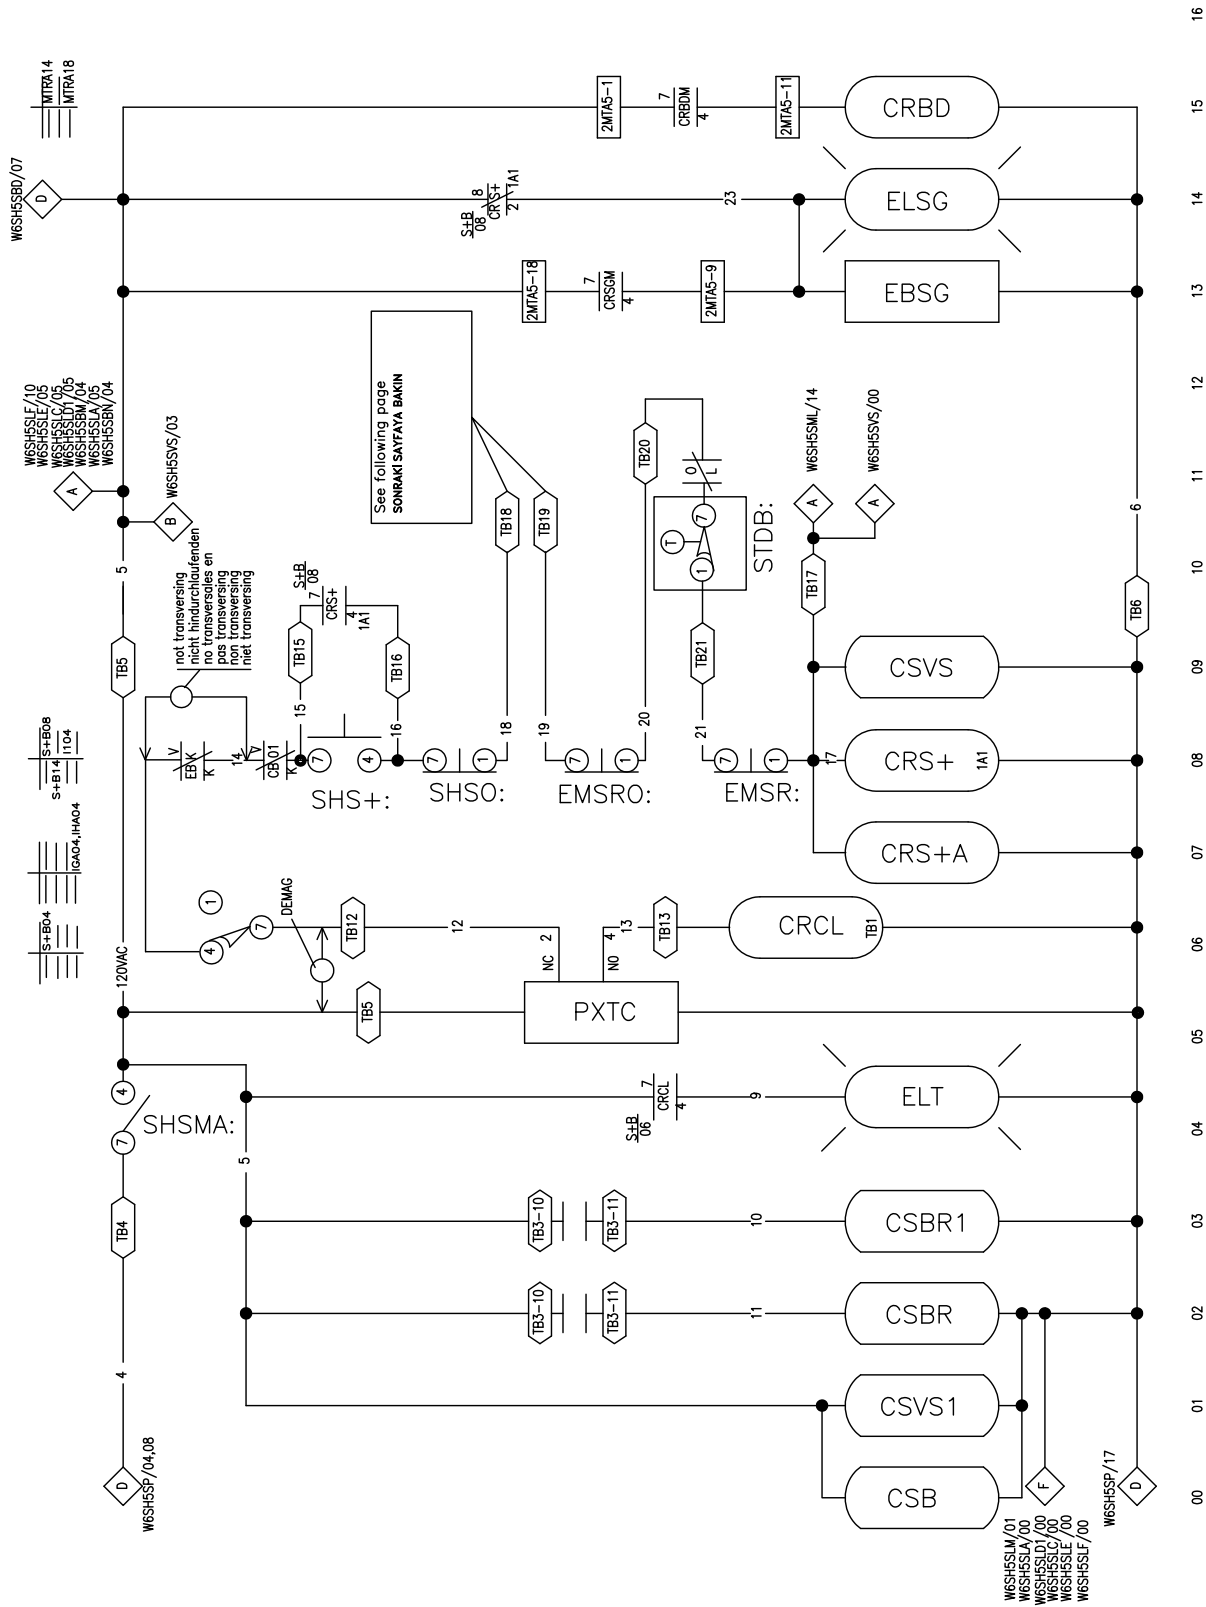 16
15
14
13
12
11
10
09
08
07
06
05
04
03
02
01
00
MTRA14
MTRA18
2MTA5-1
7
CRBDM
4
2MTA5-11
CRBD
W6SH5SBD/07
D
S+B
08
8
CRS+
2
1A1
23
ELSG
2MTA5-18
7
CRSGM
4
2MTA5-9
EBSG
W6SH5SLF/10
W6SH5SLE/05
W6SH5SLC/05
W6SH5SLD1/05
W6SH5SBM/04
W6SH5SLA/05
W6SH5SBN/04
A
B
W6SH5SVS/03
5
TB5
See following page
SONRAKİ SAYFAYA BAKIN
TB18
TB19
TB20
O
L
7
T
1
STDB:
TB21
21
W6SH5SML/14
A
W6SH5SVS/00
A
TB17
6
TB6
not transversing
nicht hindurchlaufenden
no transversales en
pas transversing
non transversing
niet transversing
S+B
08
7
CRS+
4
1A1
TB15
15
TB16
16
18
19
20
CSVS
S+B08
S+B14
1104
V
K
14
V
CB101
K
7
4
SHS+:
7
1
SHSO:
7
1
EMSRO:
7
1
EMSR:
17
CRS+
1A1
CRS+A
IGA04,IHA04
S+B04
120VAC
1
4
7
DEMAG
TB12
12
NC
2
NO
4
13
TB13
CRCL
TB1
TB5
PXTC
4
7
SHSMA:
S+B
06
7
CRCL
4
9
ELT
TB4
5
TB3-10
TB3-11
10
CSBR1
TB3-10
TB3-11
11
CSBR
4
CSVS1
D
W6SH5SP/04,08
CSB
F
W6SH5SLM/01
W6SH5SLA/00
W6SH5SLD1/00
W6SH5SLC/00
W6SH5SLE/00
W6SH5SLF/00
W6SH5SP/17
D